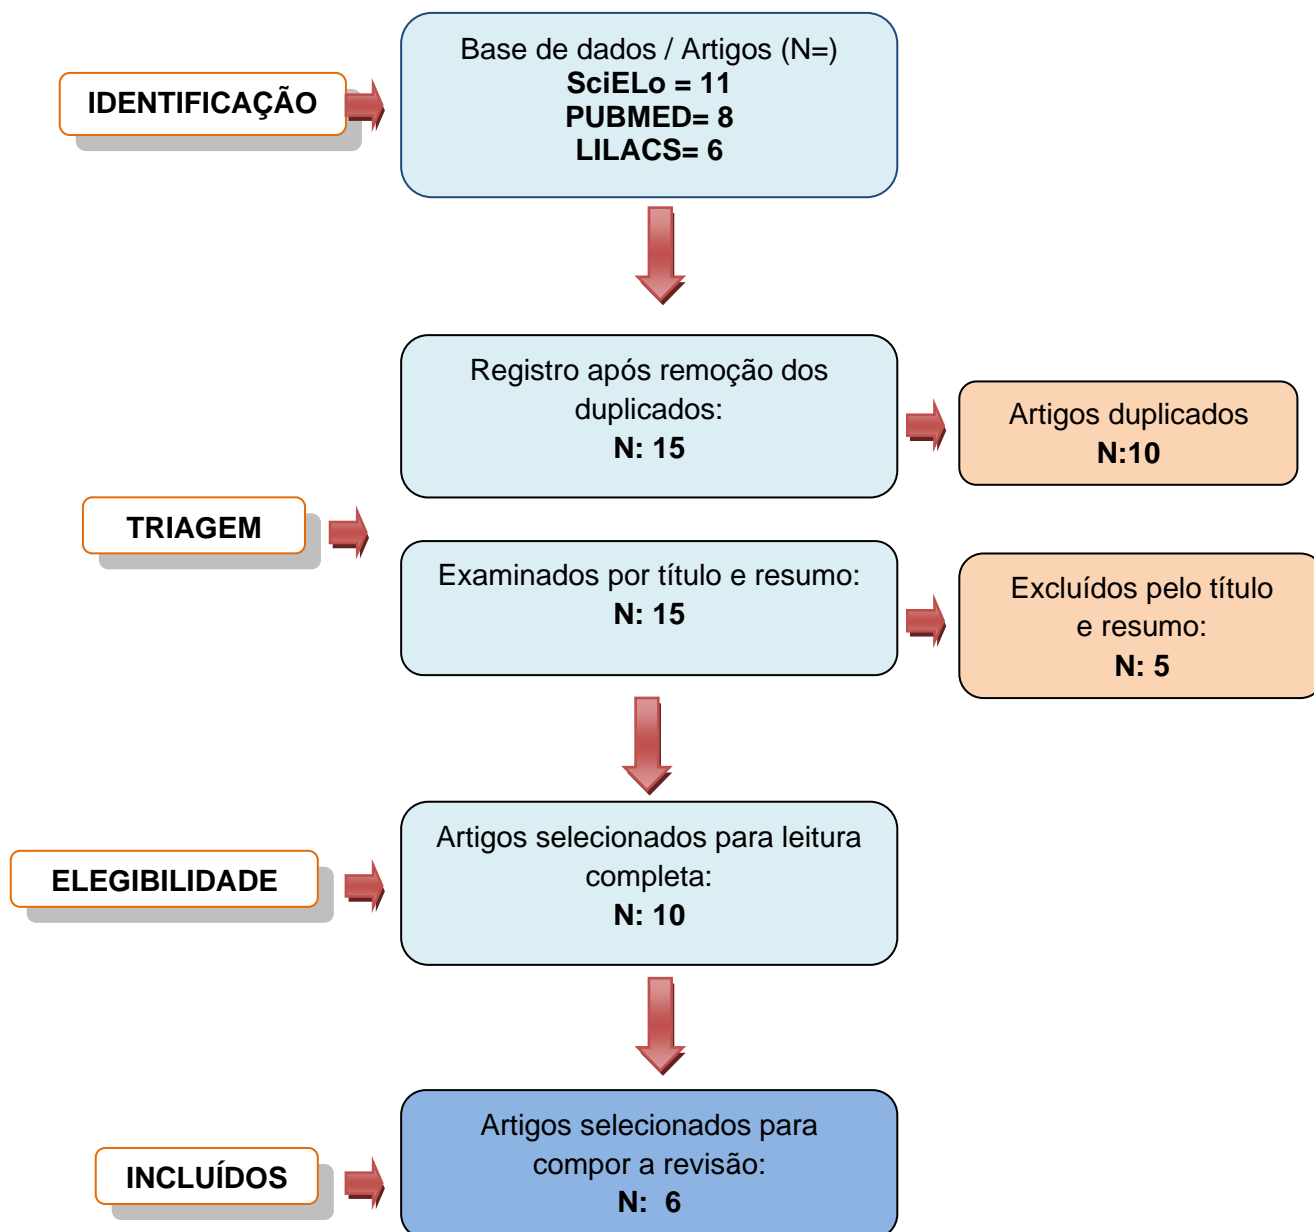 Base de dados / Artigos (N=)
SciELo = 11
PUBMED= 8
LILACS= 6
IDENTIFICAÇÃO
Registro após remoção dos
duplicados:
N: 15
Artigos duplicados
N:10
TRIAGEM
Examinados por título e resumo:
N: 15
Excluídos pelo título
e resumo:
N: 5
Artigos selecionados para leitura
completa:
N: 10
ELEGIBILIDADE
Artigos selecionados para
compor a revisão:
N:  6
INCLUÍDOS